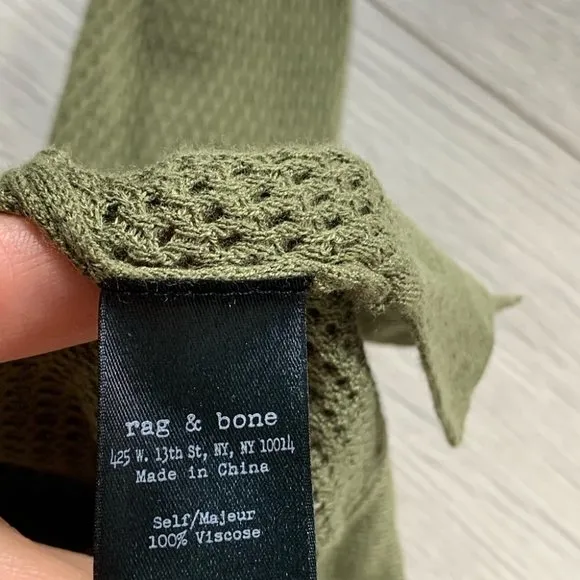 rag & bone
425 W. 13th St, NY, NY 10014
Made in China
Self/Majeur
100% Viscose